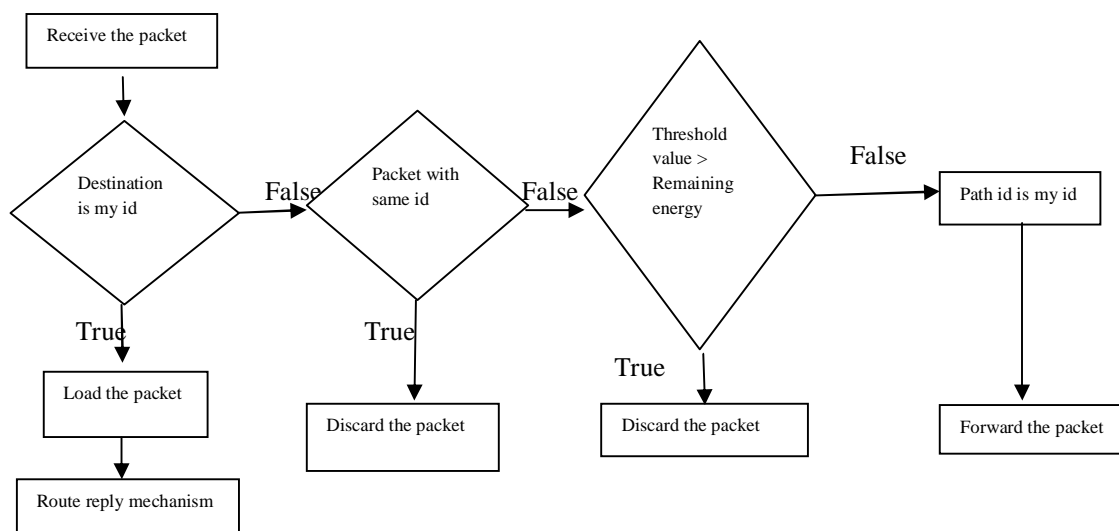 Receive the packet
Destination
is my id
False
Packet with
same id
False
Threshold
value >
Remaining
energy
False
Path id is my id
True
Load the packet
Route reply mechanism
True
Discard the packet
True
Discard the packet
Forward the packet